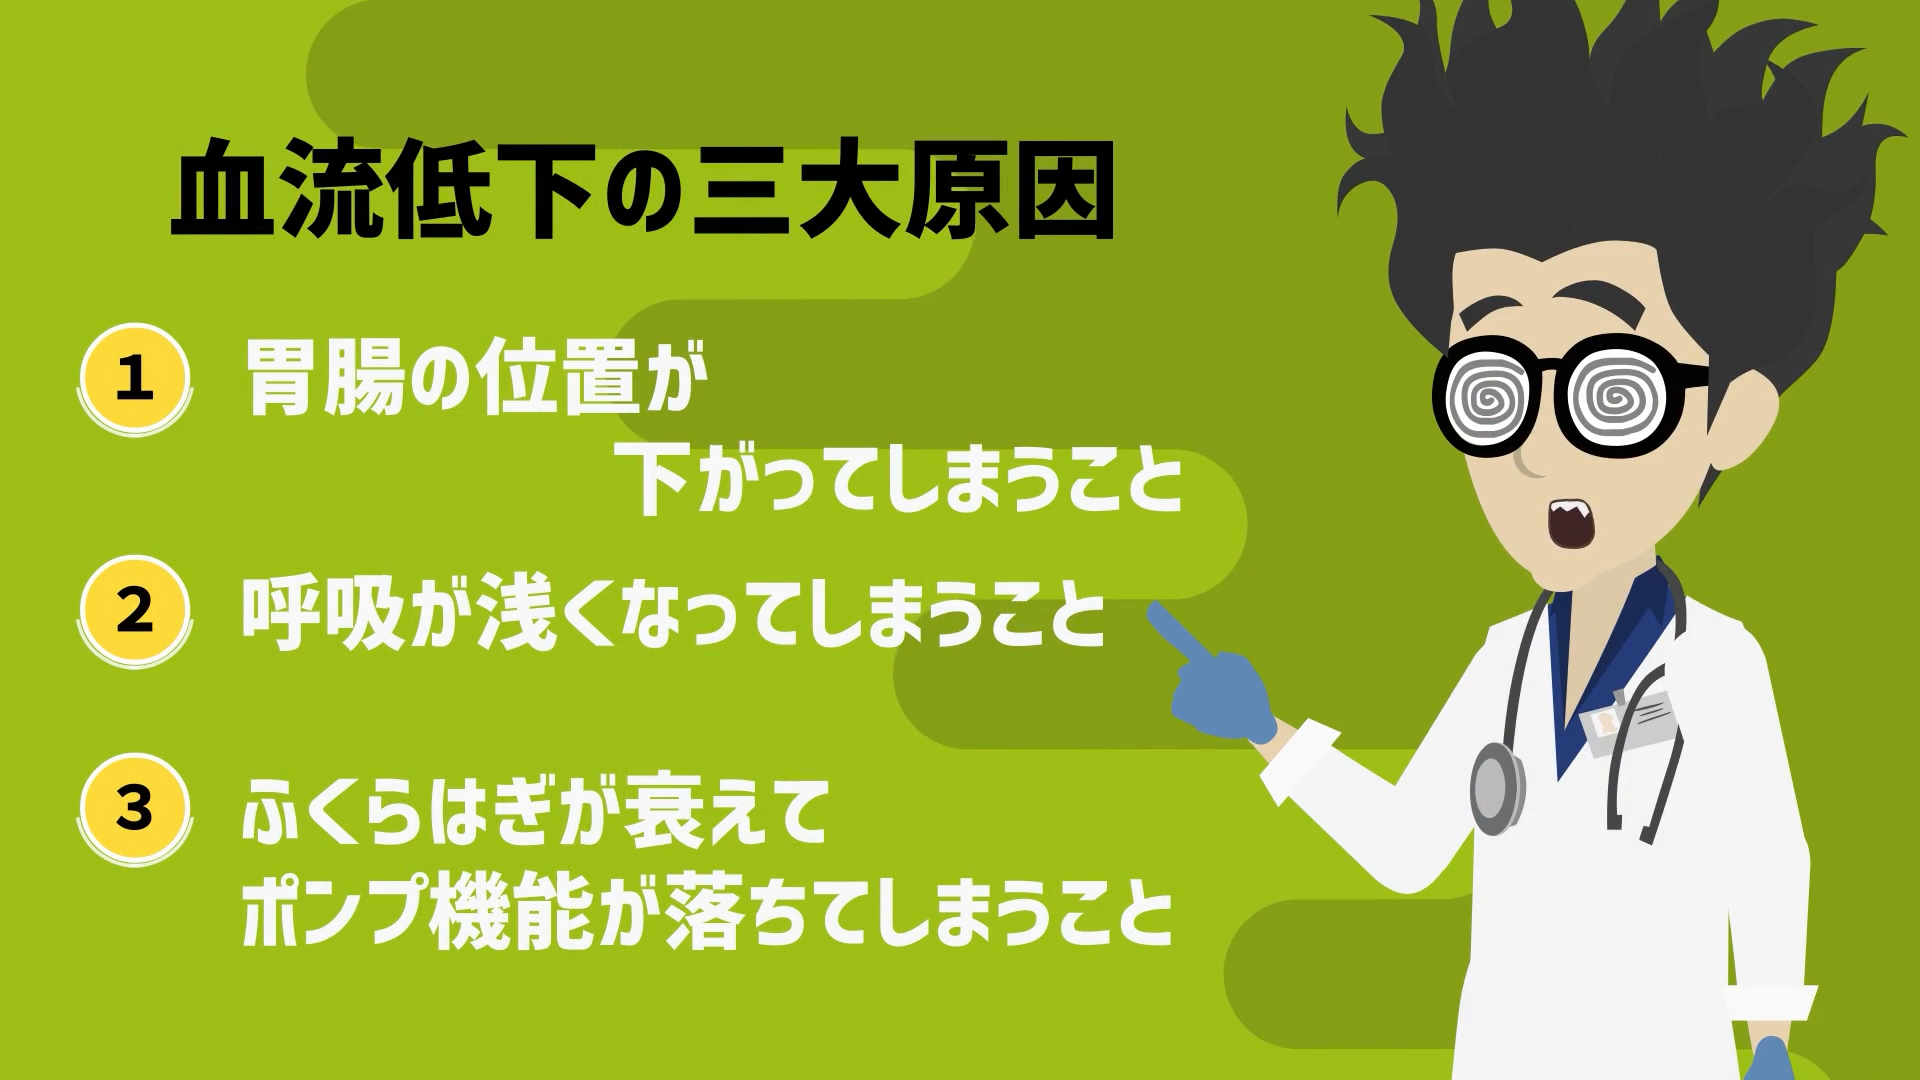 血流低下の三大原因
1 胃腸の位置が
下がってしまうこと
2 呼吸が浅くなってしまうこと
3 ふくらはぎが衰えて
ポンプ機能が落ちてしまうこと